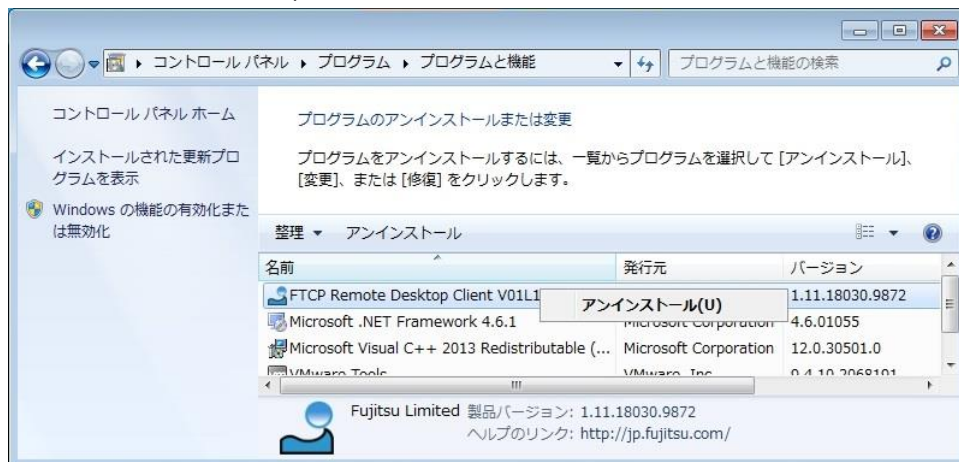 コントロール パネル ▸ プログラム ▸ プログラムと機能
プログラムと機能の検索
コントロール パネル ホーム
インストールされた更新プロ
グラムを表示
Windows の機能の有効化また
は無効化
プログラムのアンインストールまたは変更
プログラムをアンインストールするには、一覧からプログラムを選択して [アンインストール]、
[変更]、または [修復] をクリックします。
整理 アンインストール
名前 発行元 バージョン
FTCP Remote Desktop Client V01L1 1.11.18030.9872
アンインストール(U)
Microsoft .NET Framework 4.6.1 Microsoft Corporation 4.6.01055
Microsoft Visual C++ 2013 Redistributable (... Microsoft Corporation 12.0.30501.0
VMware Tools VMware, Inc. 9.4.10.2068191
Fujitsu Limited 製品バージョン: 1.11.18030.9872
ヘルプのリンク: http://jp.fujitsu.com/